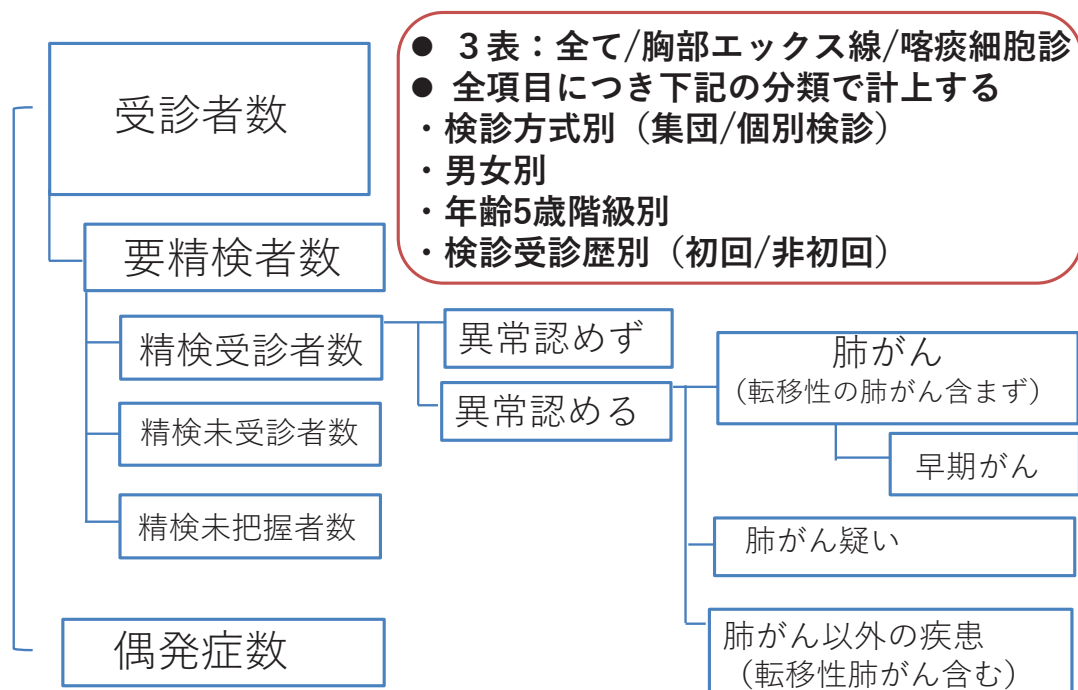 受診者数
● ３表：全て/胸部エックス線/喀痰細胞診
● 全項目につき下記の分類で計上する
・検診方式別（集団/個別検診）
・男女別
・年齢5歳階級別
・検診受診歴別（初回/非初回）
要精検者数
精検受診者数
異常認めず
異常認める
肺がん
（転移性の肺がん含まず）
早期がん
精検未受診者数
精検未把握者数
肺がん疑い
肺がん以外の疾患
（転移性肺がん含む）
偶発症数